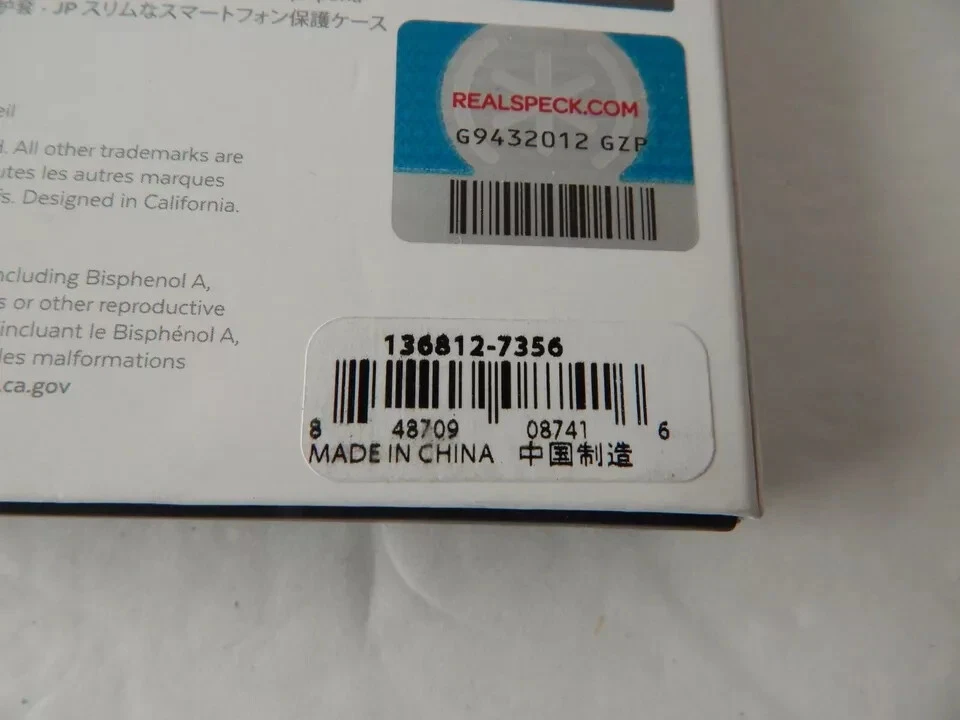 ・JP スリムなスマートフォン保護ケース
REALSPECK.COM
G9432012 GZP
eil
. All other trademarks are
utes les autres marques
s. Designed in California.
ncluding Bisphenol A,
s or other reproductive
incluant le Bisphénol A,
les malformations
.ca.gov
136812-7356
8 48709 08741 6
MADE IN CHINA 中国制造